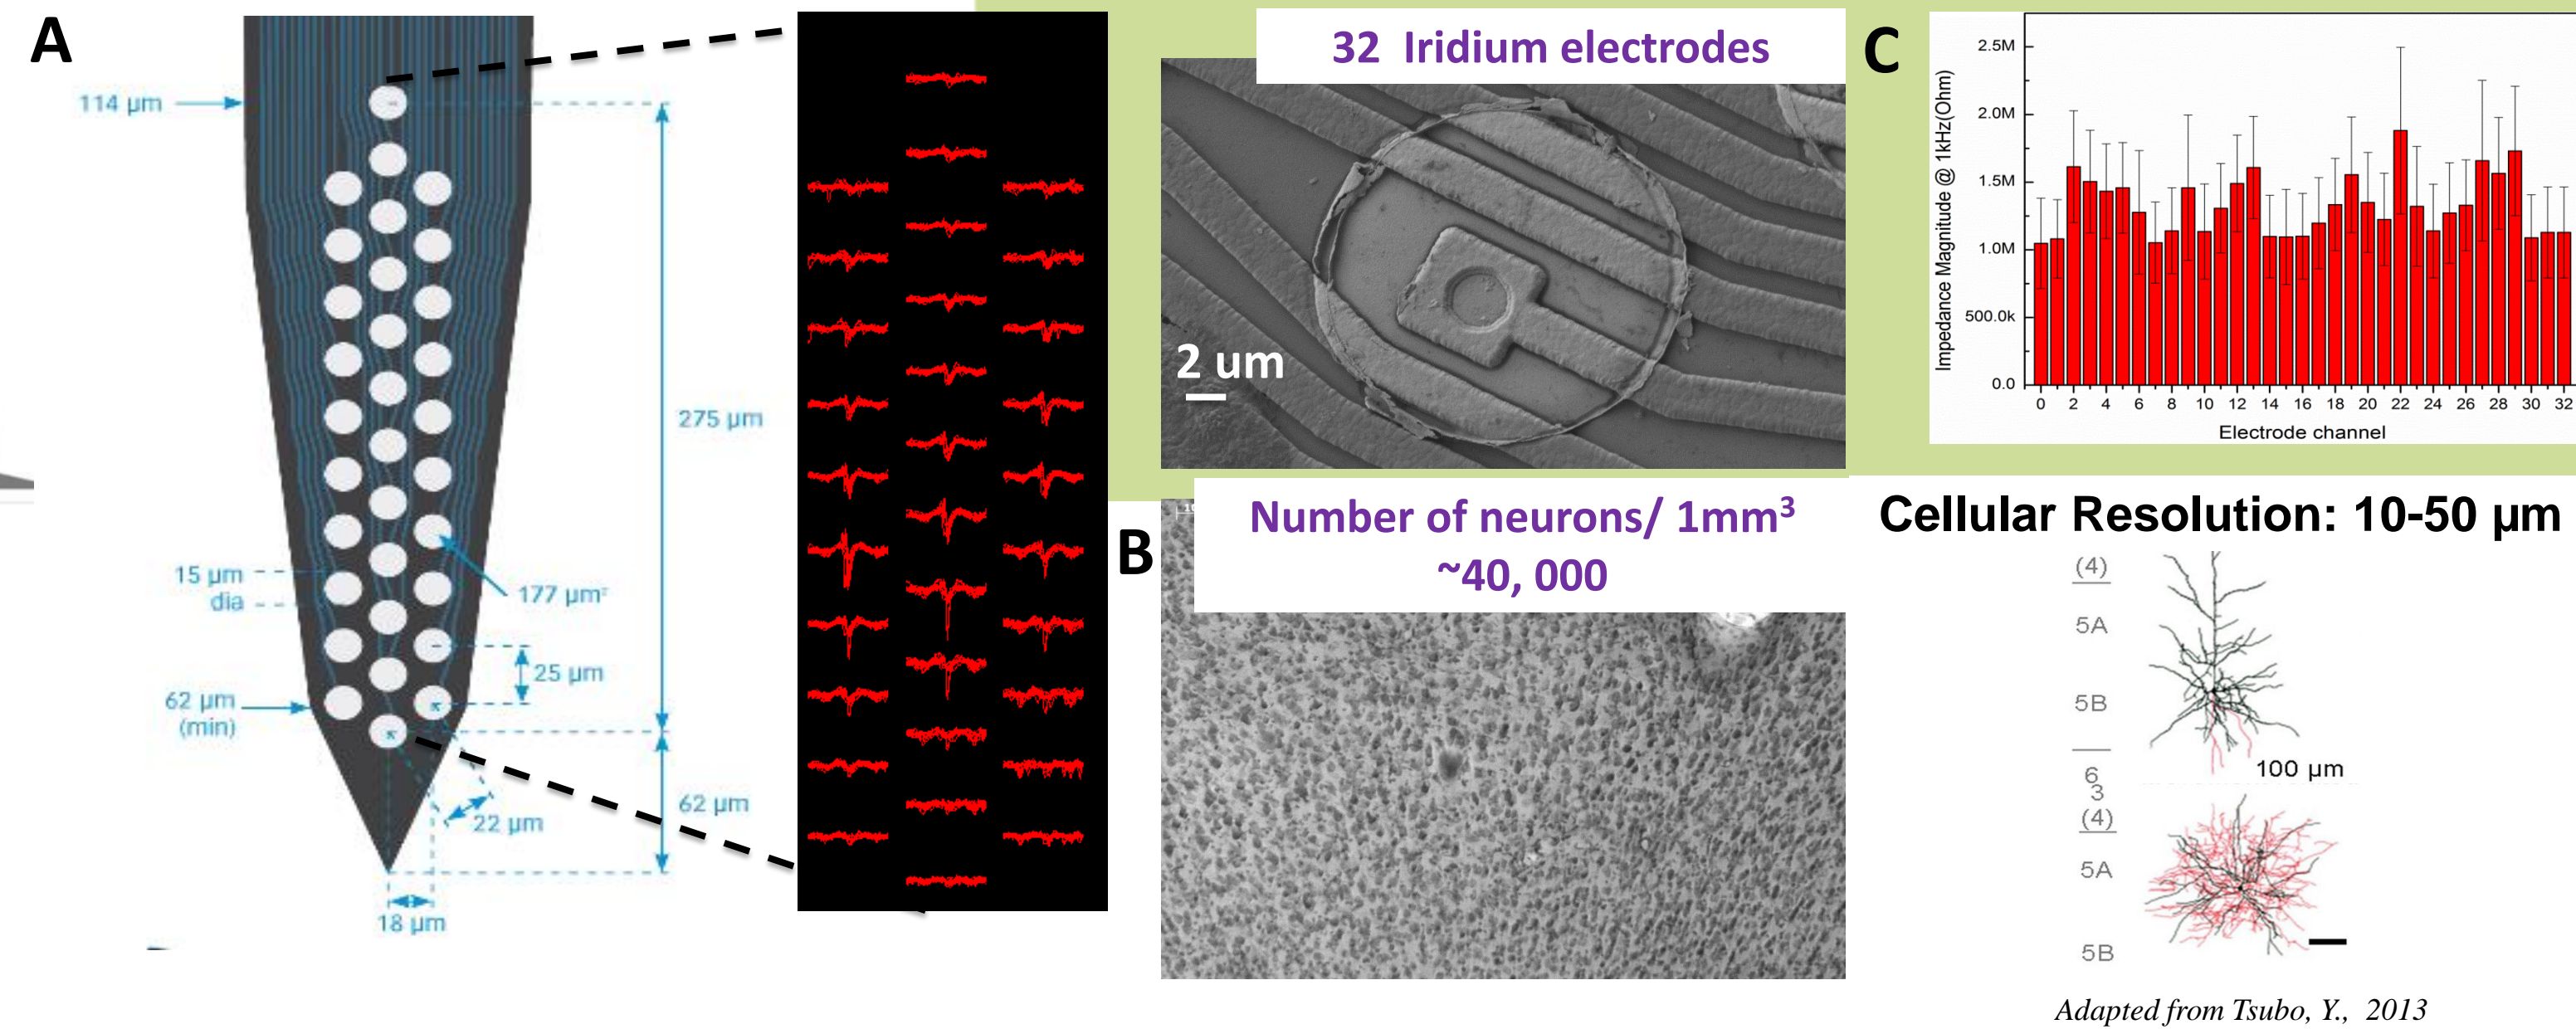 A
114 µm
275 µm
15 µm
dia
177 µm²
25 µm
62 µm
(min)
62 µm
22 µm
18 µm
32 Iridium electrodes
2 um
B
Number of neurons/ 1mm³
~40, 000
C
Impedance Magnitude @ 1kHz(Ohm)
2.5M
2.0M
1.5M
1.0M
500.0k
0.0
0 2 4 6 8 10 12 14 16 18 20 22 24 26 28 30 32
Electrode channel
Cellular Resolution: 10-50 µm
(4)
5A
5B
6
100 µm
3
(4)
5A
5B
Adapted from Tsubo, Y., 2013